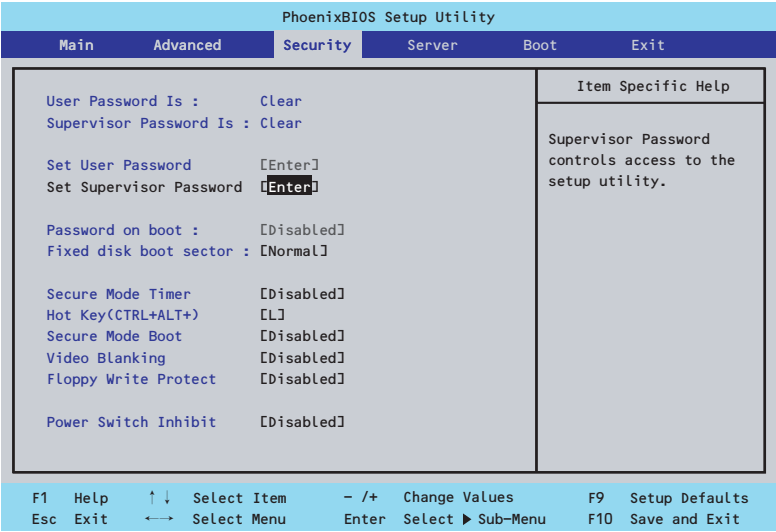 PhoenixBIOS Setup Utility
Main Advanced Security Server Boot Exit
Item Specific Help
User Password Is : Clear
Supervisor Password Is : Clear
Supervisor Password
controls access to the
setup utility.
Set User Password [Enter]
Set Supervisor Password [Enter]
Password on boot : [Disabled]
Fixed disk boot sector : [Normal]
Secure Mode Timer [Disabled]
Hot Key(CTRL+ALT+) [L]
Secure Mode Boot [Disabled]
Video Blanking [Disabled]
Floppy Write Protect [Disabled]
Power Switch Inhibit [Disabled]
F1 Help ↑↓ Select Item - /+ Change Values F9 Setup Defaults
Esc Exit ←→ Select Menu Enter Select ▶ Sub-Menu F10 Save and Exit